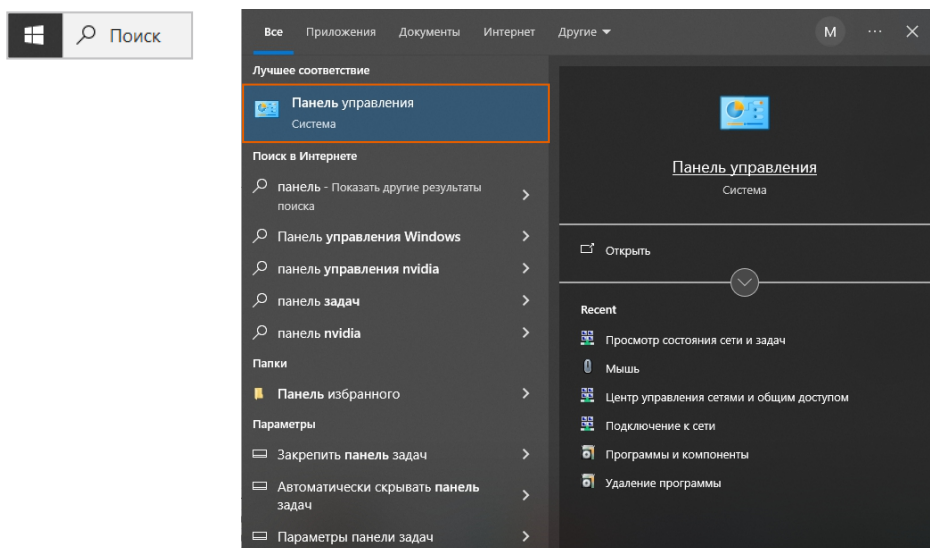 Поиск
Все Приложения Документы Интернет Другие
М ...
Лучшее соответствие
Панель управления
Система
Поиск в Интернете
панель - Показать другие результаты
поиска
Панель управления Windows
панель управления nvidia
панель задач
панель nvidia
Папки
Панель избранного
Параметры
Закрепить панель задач
Автоматически скрывать панель
задач
Параметры панели задач
Панель управления
Система
Открыть
Recent
Просмотр состояния сети и задач
Мышь
Центр управления сетями и общим доступом
Подключение к сети
Программы и компоненты
Удаление программы